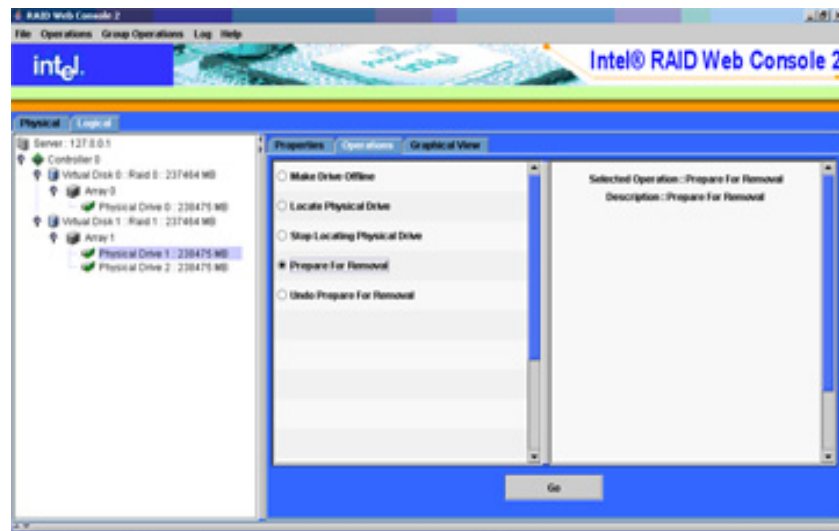 RAID Web Console 2
File Operations Group Operations Log Help
intel.
Intel® RAID Web Console 2
Physical Logical
Server : 127.0.0.1
Controller 0
Virtual Disk 0 : Raid 0 : 237464 MB
Array 0
Physical Drive 0 : 238475 MB
Virtual Disk 1 : Raid 1 : 237464 MB
Array 1
Physical Drive 1 : 238475 MB
Physical Drive 2 : 238475 MB
Properties Operations Graphical View
Make Drive Offline
Locate Physical Drive
Stop Locating Physical Drive
Prepare For Removal
Undo Prepare For Removal
Selected Operation : Prepare For Removal
Description : Prepare For Removal
Go